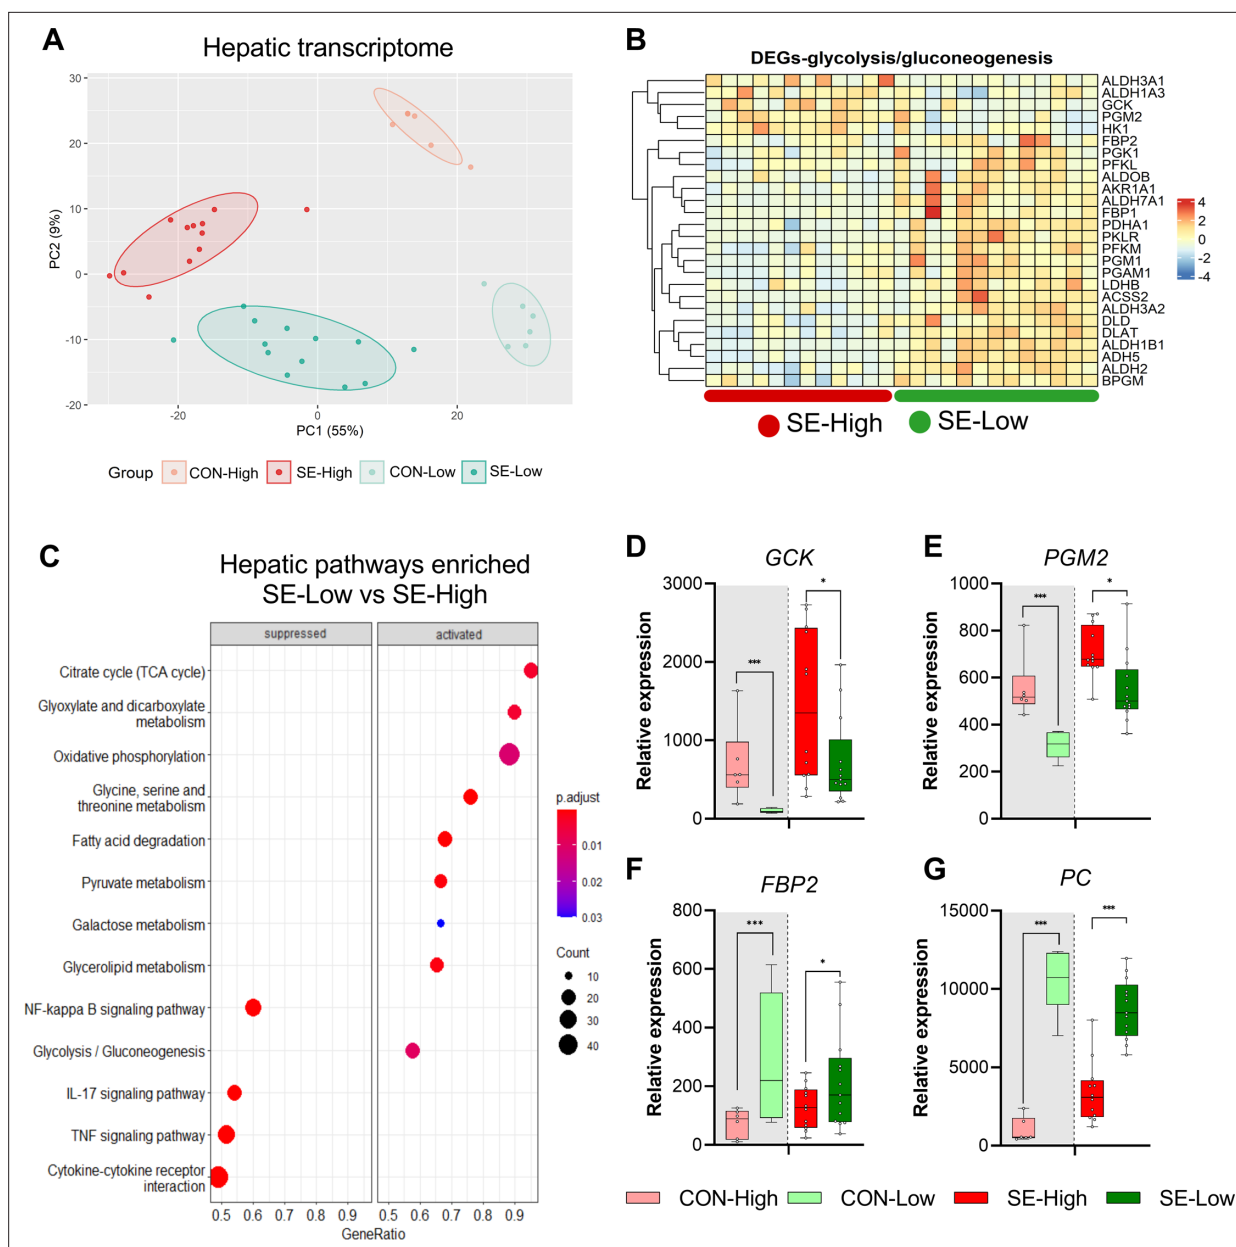 A
Hepatic transcriptome
30
20
10
0
-10
-20
PC2 (9%)
-20
0
20
PC1 (55%)
Group
CON-High
SE-High
CON-Low
SE-Low
B
DEGs-glycolysis/gluconeogenesis
ALDH3A1
ALDH1A3
GCK
PGM2
HK1
FBP2
PGK1
PFKL
ALDOB
AKR1A1
ALDH7A1
FBP1
PDHA1
PKLR
PFKM
PGM1
PGAM1
LDHB
ACSS2
ALDH3A2
DLD
DLAT
ALDH1B1
ADH5
ALDH2
BPGM
4
2
0
-2
-4
SE-High
SE-Low
C
Hepatic pathways enriched
SE-Low vs SE-High
suppressed
activated
Citrate cycle (TCA cycle)
Glyoxylate and dicarboxylate
metabolism
Oxidative phosphorylation
Glycine, serine and
threonine metabolism
Fatty acid degradation
Pyruvate metabolism
Galactose metabolism
Glycerolipid metabolism
NF-kappa B signaling pathway
Glycolysis / Gluconeogenesis
IL-17 signaling pathway
TNF signaling pathway
Cytokine-cytokine receptor
interaction
0.5 0.6 0.7 0.8 0.9
0.5 0.6 0.7 0.8 0.9
GeneRatio
p.adjust
0.01
0.02
0.03
Count
10
20
30
40
D
GCK
3000
2000
1000
0
Relative expression
***
*
E
PGM2
1000
800
600
400
200
0
Relative expression
***
*
F
FBP2
800
600
400
200
0
Relative expression
***
*
G
PC
15000
10000
5000
0
Relative expression
***
***
CON-High
CON-Low
SE-High
SE-Low